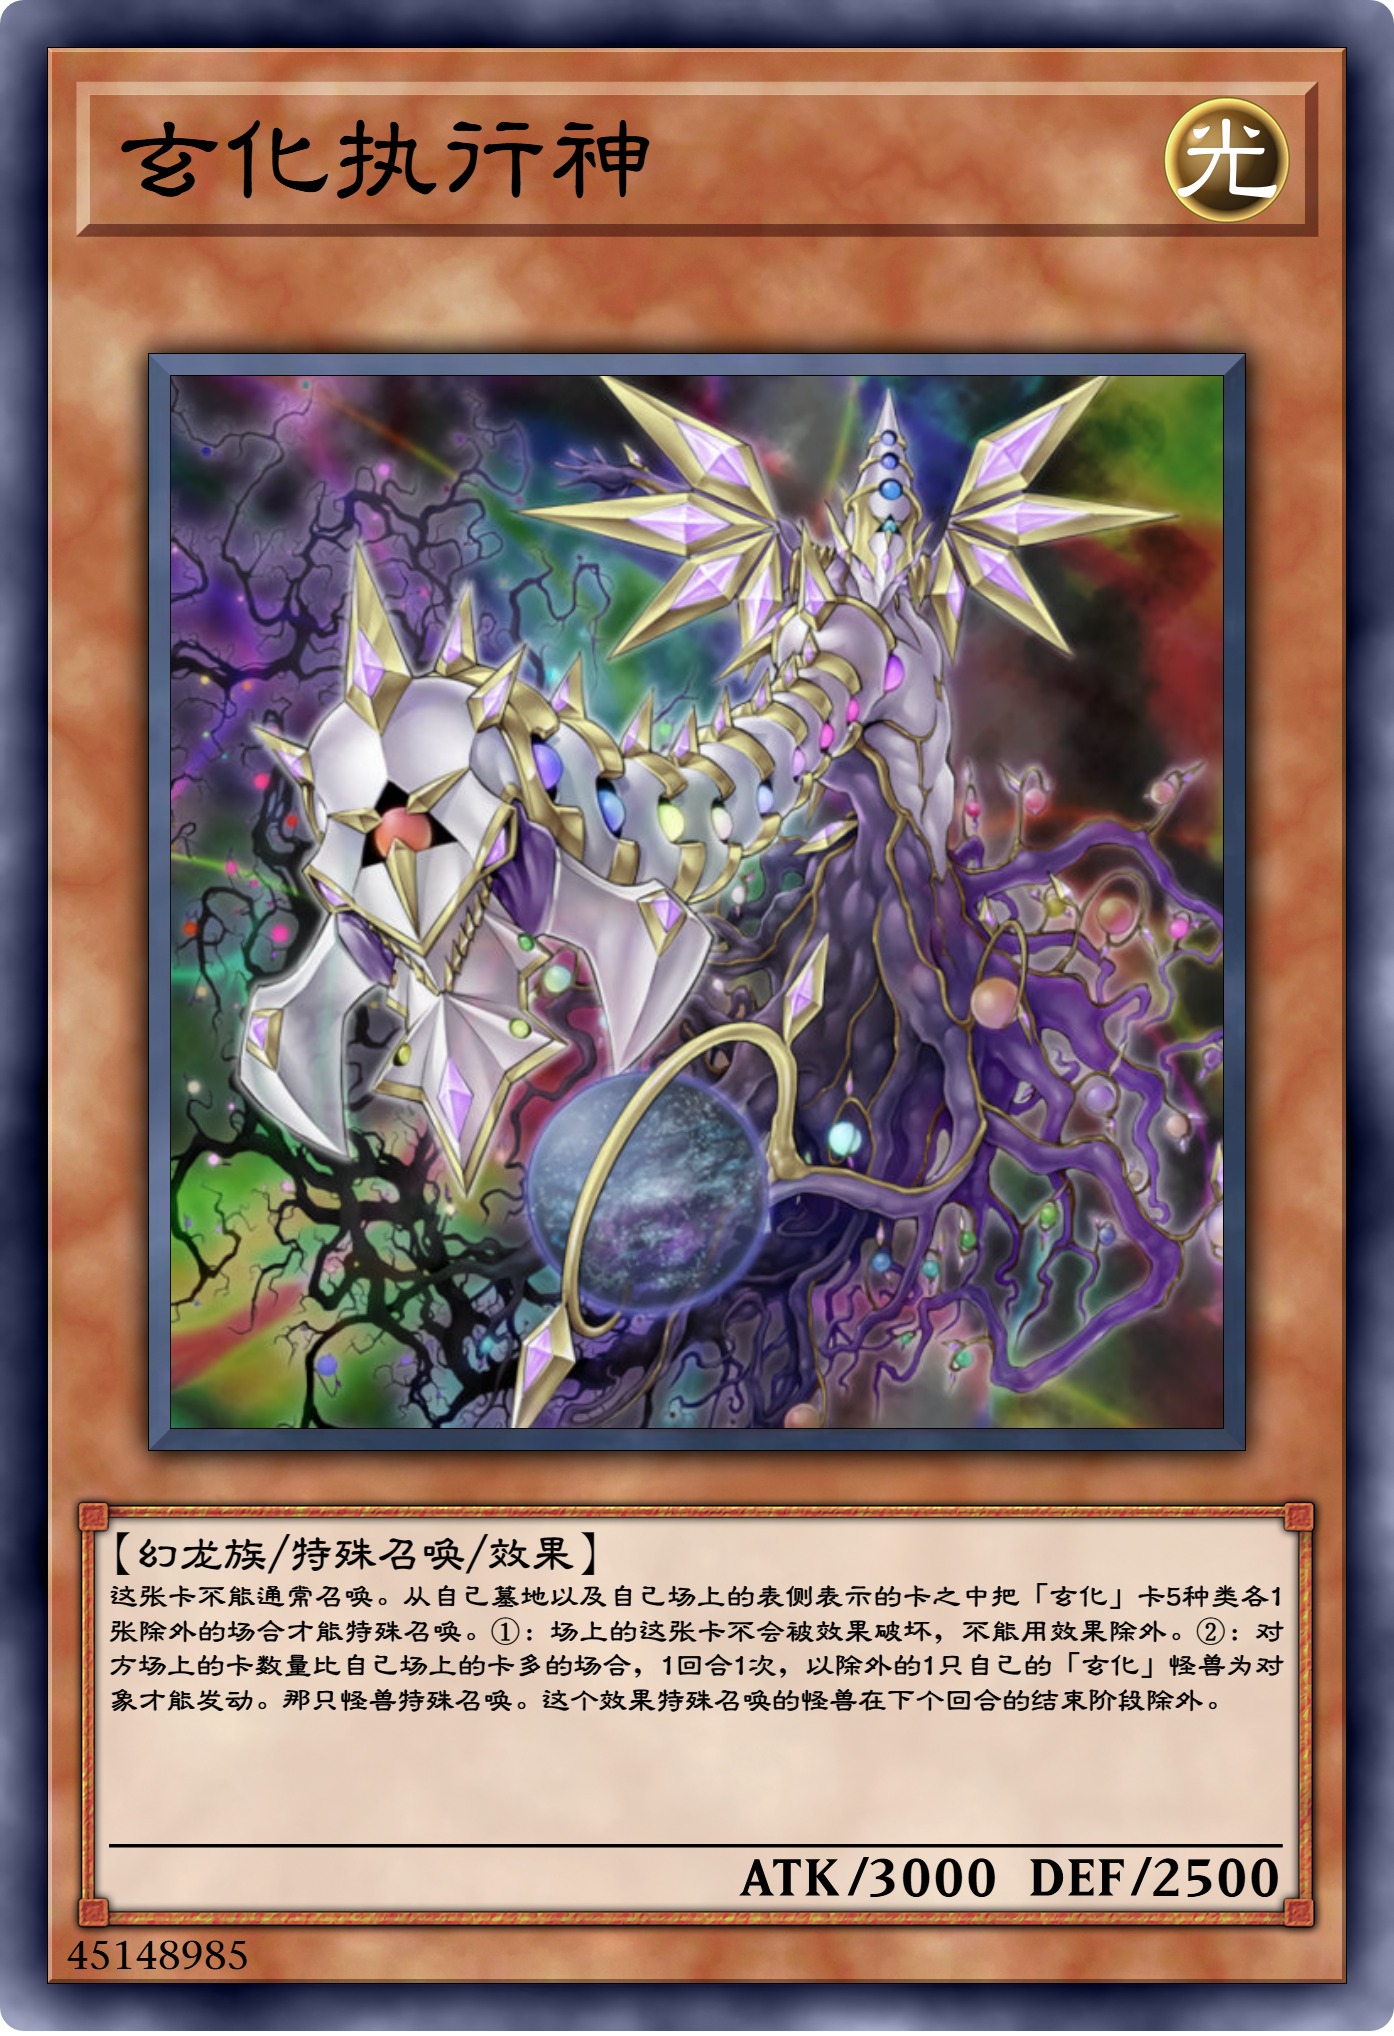 玄化执行神
光
【幻龙族/特殊召唤/效果】
这张卡不能通常召唤。从自己墓地以及自己场上的表侧表示的卡之中把「玄化」卡5种类各1
张除外的场合才能特殊召唤。①：场上的这张卡不会被效果破坏，不能用效果除外。②：对
方场上的卡数量比自己场上的卡多的场合，1回合1次，以除外的1只自己的「玄化」怪兽为对
象才能发动。那只怪兽特殊召唤。这个效果特殊召唤的怪兽在下个回合的结束阶段除外。
ATK/3000 DEF/2500
45148985